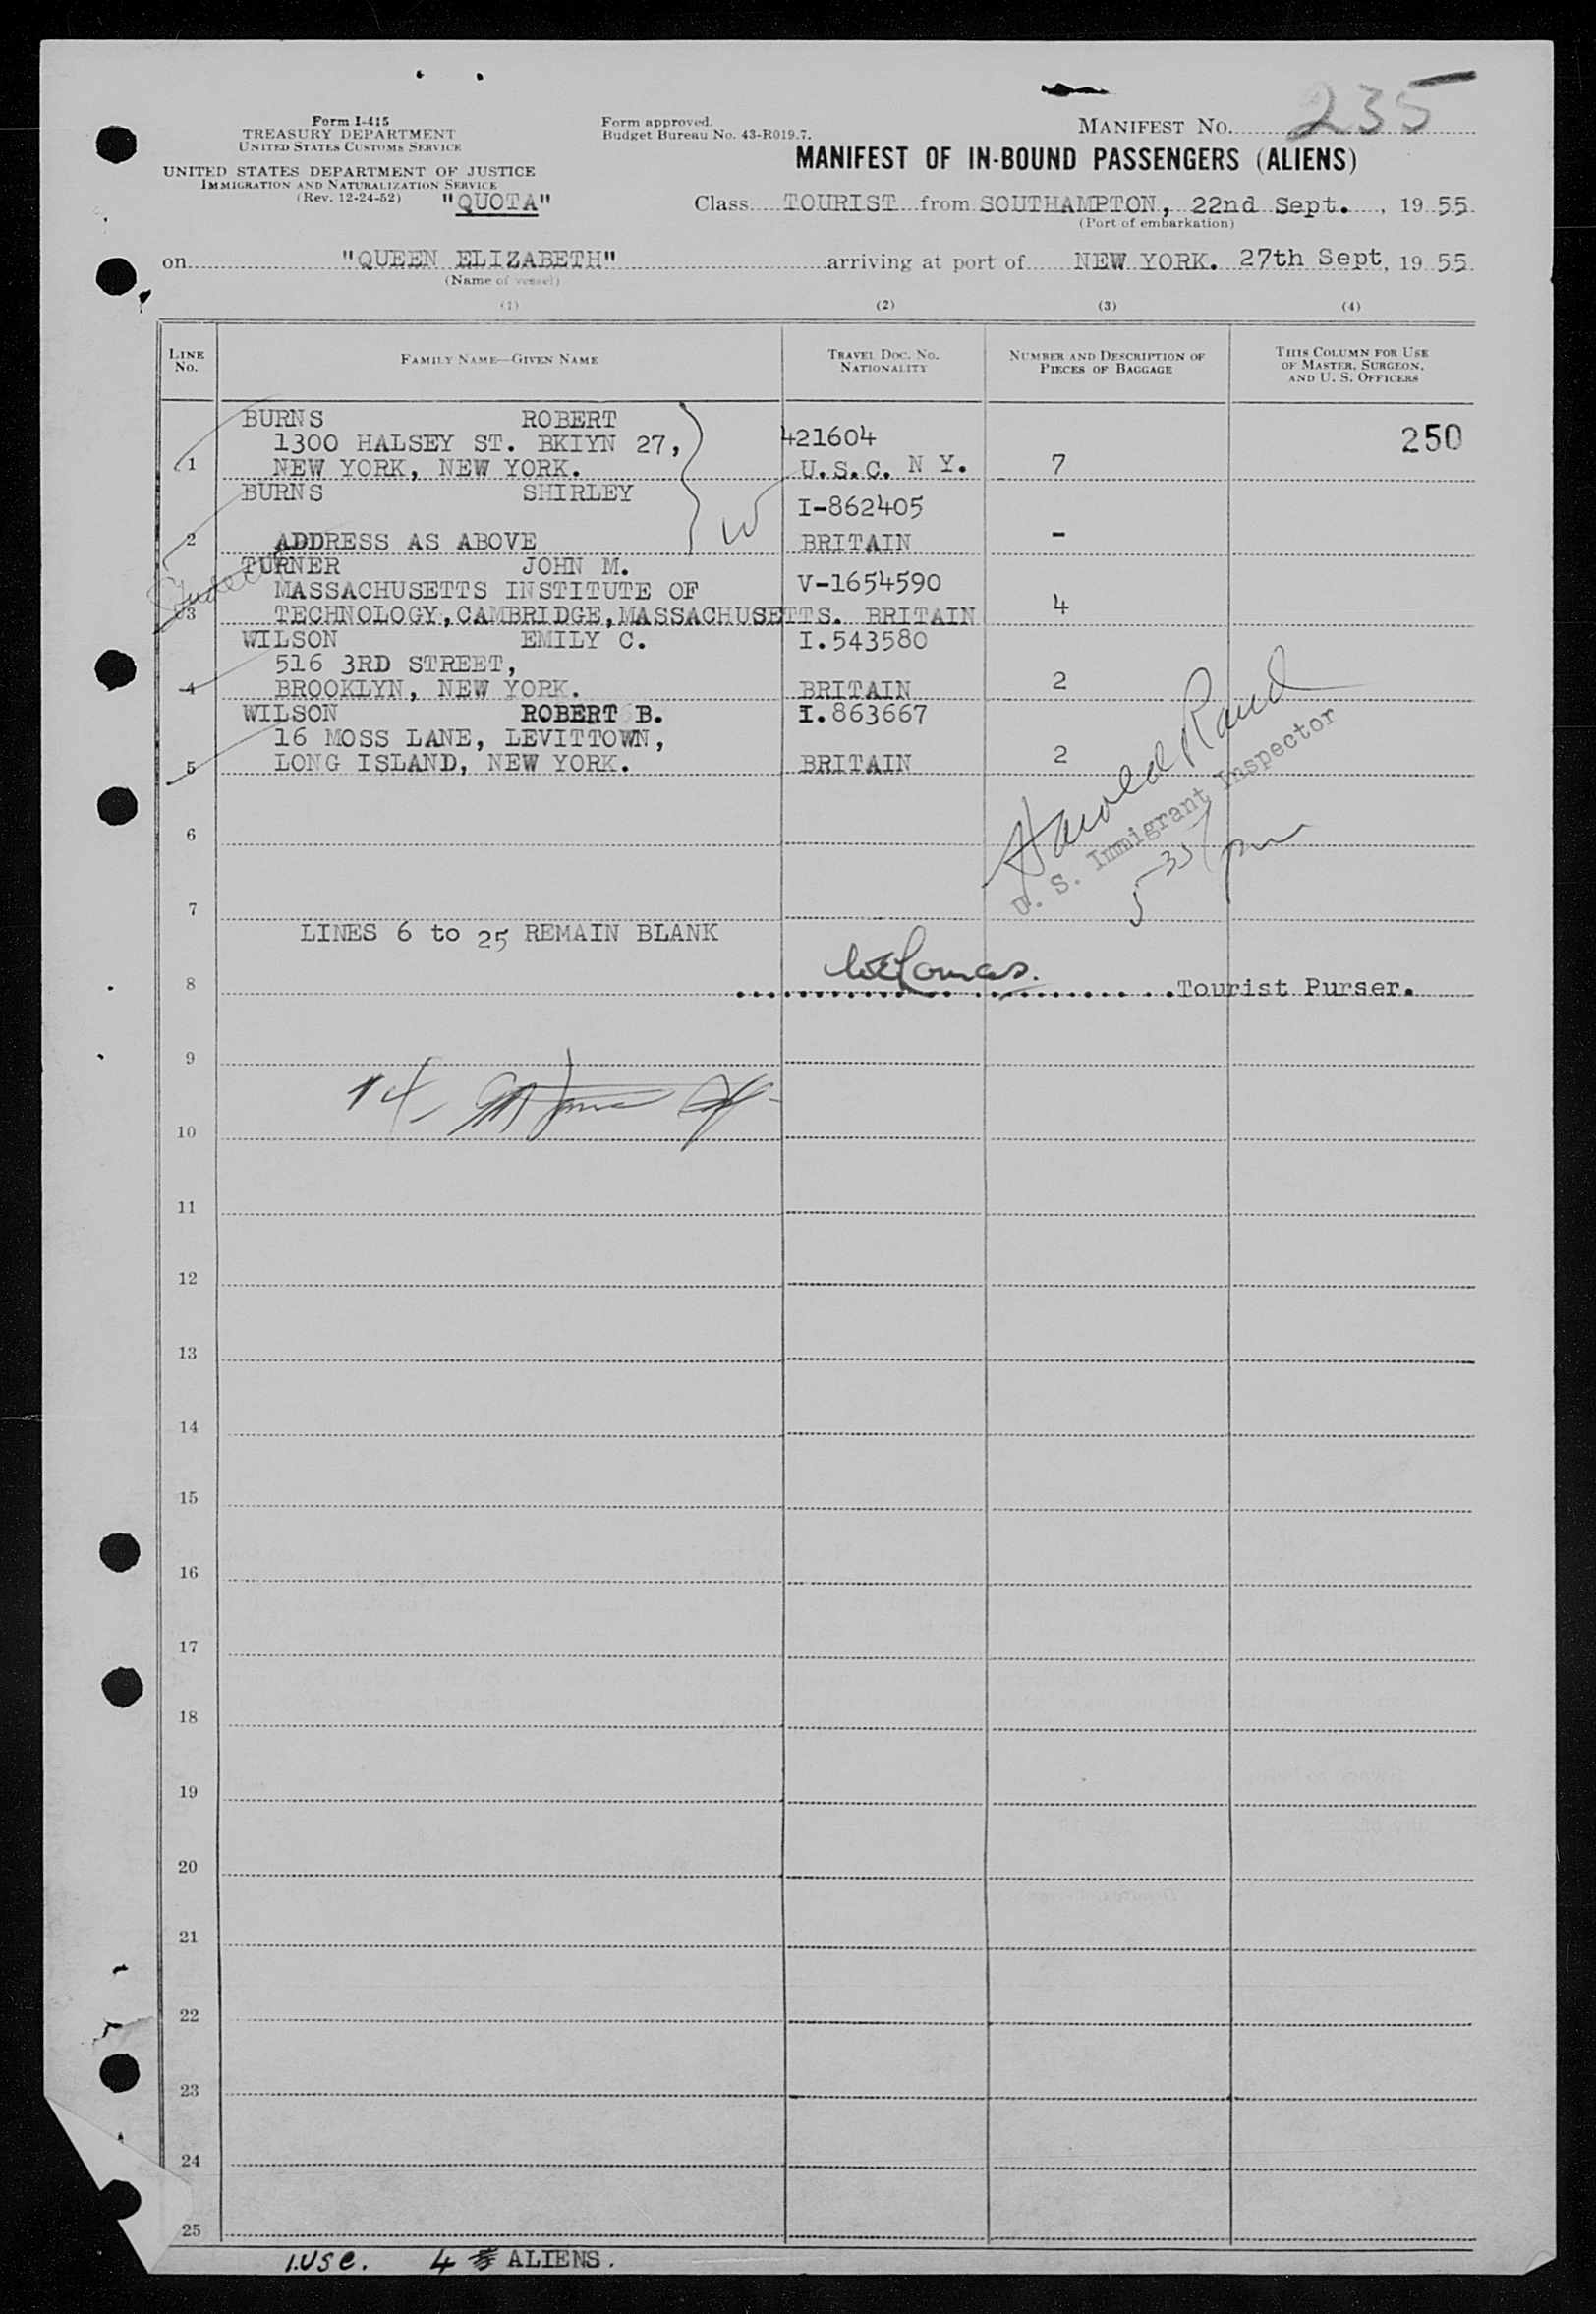 Form I-415
TREASURY DEPARTMENT
UNITED STATES CUSTOMS SERVICE
UNITED STATES DEPARTMENT OF JUSTICE
IMMIGRATION AND NATURALIZATION SERVICE
(Rev. 12-24-52) "QUOTA"
Form approved.
Budget Bureau No. 43-R019.7.
MANIFEST NO. 235
MANIFEST OF IN-BOUND PASSENGERS (ALIENS)
Class TOURIST from SOUTHAMPTON, 22nd Sept., 1955
(Port of embarkation)
on "QUEEN ELIZABETH" arriving at port of NEW YORK. 27th Sept, 1955
(Name of vessel)
(1) (2) (3) (4)
LINE No. FAMILY NAME—GIVEN NAME TRAVEL DOC. NO. NATIONALITY NUMBER AND DESCRIPTION OF PIECES OF BAGGAGE THIS COLUMN FOR USE OF MASTER, SURGEON, AND U. S. OFFICERS
BURNS ROBERT
1300 HALSEY ST. BKIYN 27, 421604 250
1 NEW YORK, NEW YORK. U.S.C. N Y. 7
BURNS SHIRLEY I-862405
W
2 ADDRESS AS ABOVE BRITAIN -
Student
TURNER JOHN M.
MASSACHUSETTS INSTITUTE OF V-1654590
3 TECHNOLOGY, CAMBRIDGE, MASSACHUSETTS. BRITAIN 4
WILSON EMILY C. I.543580
516 3RD STREET,
4 BROOKLYN, NEW YORK. BRITAIN 2
WILSON ROBERT B. I.863667
16 MOSS LANE, LEVITTOWN,
5 LONG ISLAND, NEW YORK. BRITAIN 2
Harold Rand
U. S. Immigrant Inspector
5 35 pm
6
7
LINES 6 to 25 REMAIN BLANK
8 Tourist Purser.
9
10
11
12
13
14
15
16
17
18
19
20
21
22
23
24
25
1.USC. 4 ALIENS.